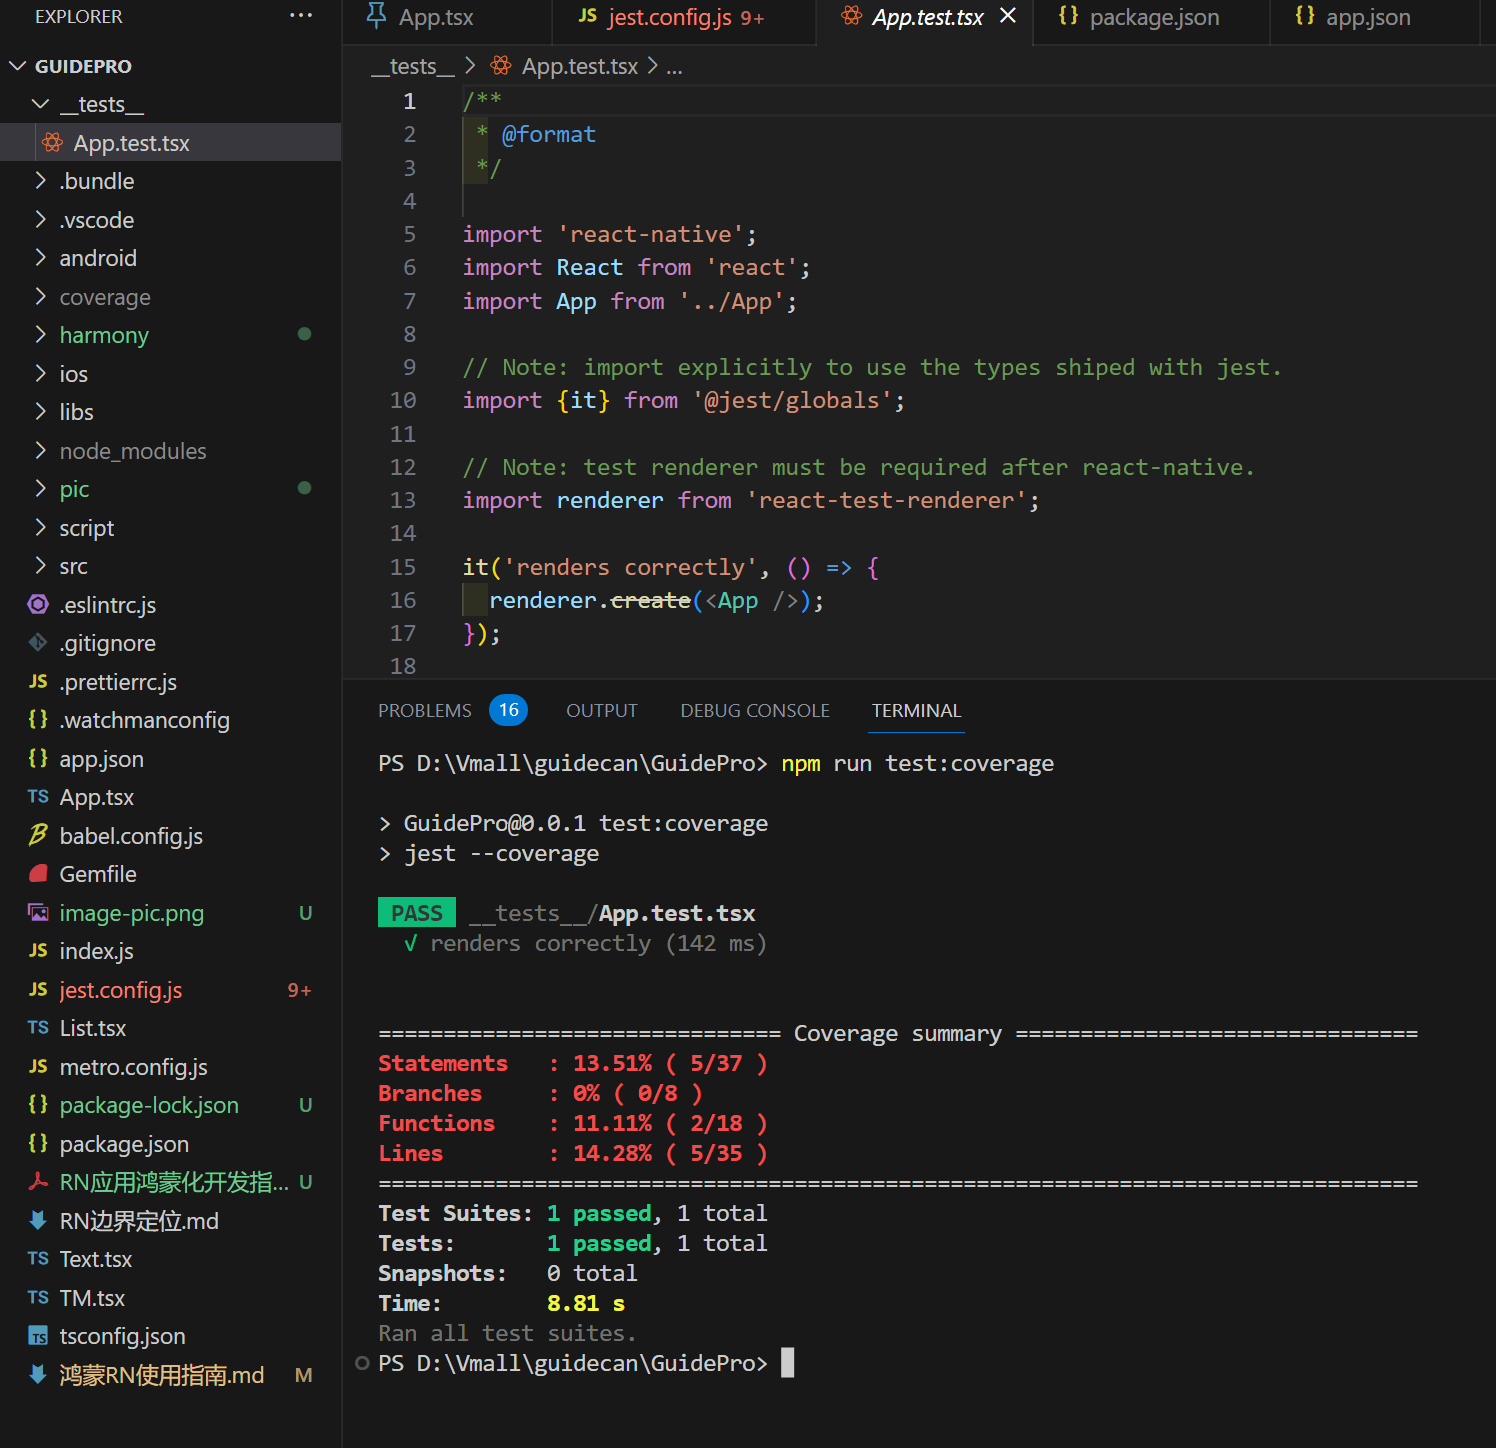 EXPLORER ···
GUIDEPRO
__tests__
App.test.tsx
.bundle
.vscode
android
coverage
harmony
ios
libs
node_modules
pic
script
src
.eslintrc.js
.gitignore
JS .prettierrc.js
{} .watchmanconfig
{} app.json
TS App.tsx
babel.config.js
Gemfile
image-pic.png U
JS index.js
JS jest.config.js 9+
TS List.tsx
JS metro.config.js
{} package-lock.json U
{} package.json
RN应用鸿蒙化开发指... U
RN边界定位.md
TS Text.tsx
TS TM.tsx
TS tsconfig.json
鸿蒙RN使用指南.md M
App.tsx JS jest.config.js 9+ App.test.tsx {} package.json {} app.json
__tests__ > App.test.tsx > ...
1 /**
2 * @format
3 */
4
5 import 'react-native';
6 import React from 'react';
7 import App from '../App';
8
9 // Note: import explicitly to use the types shiped with jest.
10 import {it} from '@jest/globals';
11
12 // Note: test renderer must be required after react-native.
13 import renderer from 'react-test-renderer';
14
15 it('renders correctly', () => {
16 renderer.create(<App />);
17 });
18
PROBLEMS 16 OUTPUT DEBUG CONSOLE TERMINAL
PS D:\Vmall\guidecan\GuidePro> npm run test:coverage
> GuidePro@0.0.1 test:coverage
> jest --coverage
PASS __tests__/App.test.tsx
√ renders correctly (142 ms)
=============================== Coverage summary ===============================
Statements : 13.51% ( 5/37 )
Branches : 0% ( 0/8 )
Functions : 11.11% ( 2/18 )
Lines : 14.28% ( 5/35 )
================================================================================
Test Suites: 1 passed, 1 total
Tests: 1 passed, 1 total
Snapshots: 0 total
Time: 8.81 s
Ran all test suites.
PS D:\Vmall\guidecan\GuidePro>